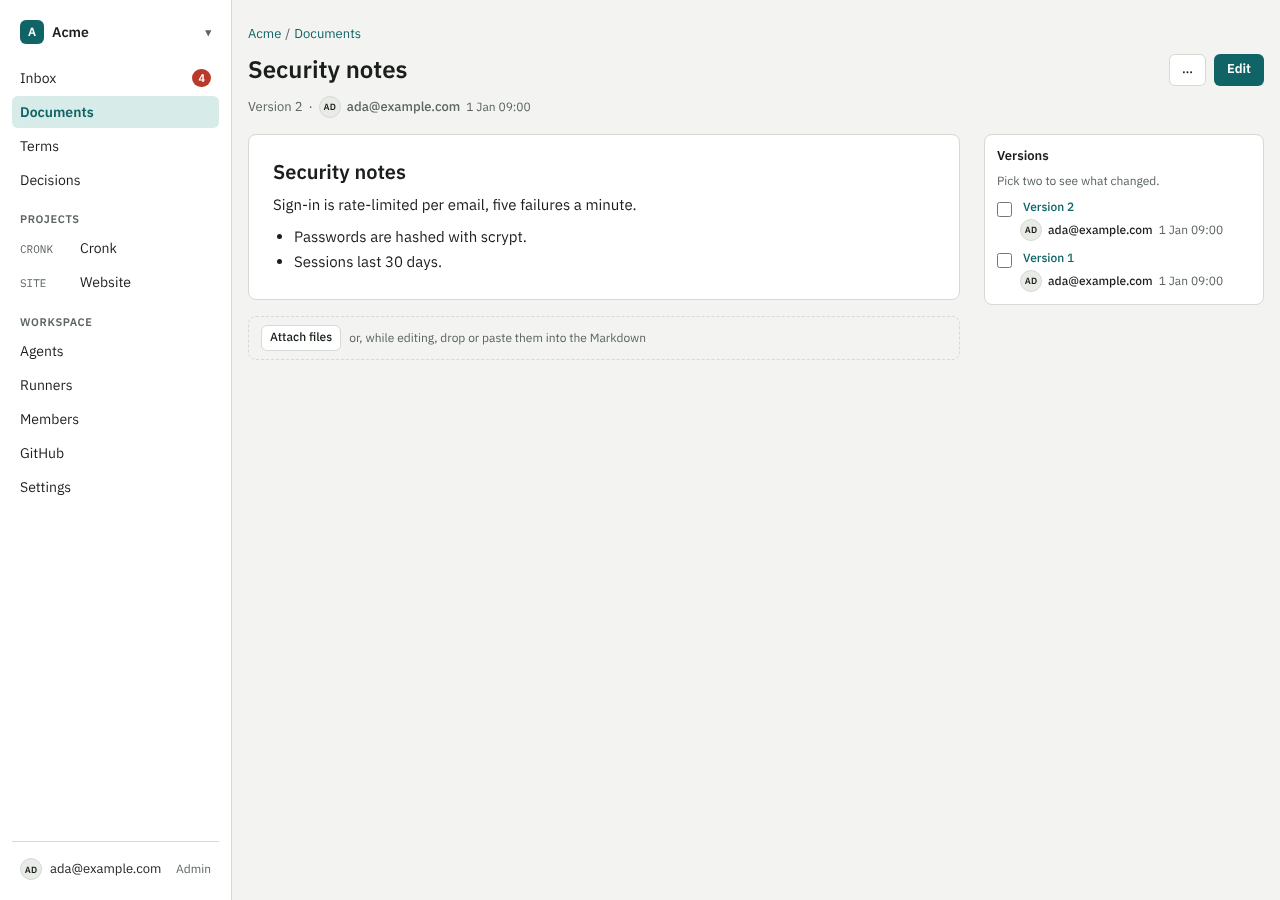 A Acme ▾
Inbox 4
Documents
Terms
Decisions
PROJECTS
CRONK Cronk
SITE Website
WORKSPACE
Agents
Runners
Members
GitHub
Settings
AD ada@example.com Admin
Acme / Documents
Security notes
... Edit
Version 2 · AD ada@example.com 1 Jan 09:00
Security notes
Sign-in is rate-limited per email, five failures a minute.
• Passwords are hashed with scrypt.
• Sessions last 30 days.
Attach files or, while editing, drop or paste them into the Markdown
Versions
Pick two to see what changed.
Version 2
AD ada@example.com 1 Jan 09:00
Version 1
AD ada@example.com 1 Jan 09:00